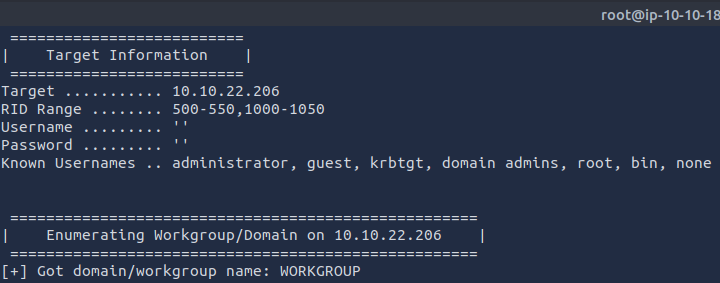 root@ip-10-10-18
==========================
|    Target Information    |
==========================
Target ........... 10.10.22.206
RID Range ........ 500-550,1000-1050
Username ......... ''
Password ......... ''
Known Usernames .. administrator, guest, krbtgt, domain admins, root, bin, none
====================================================
|    Enumerating Workgroup/Domain on 10.10.22.206    |
====================================================
[+] Got domain/workgroup name: WORKGROUP